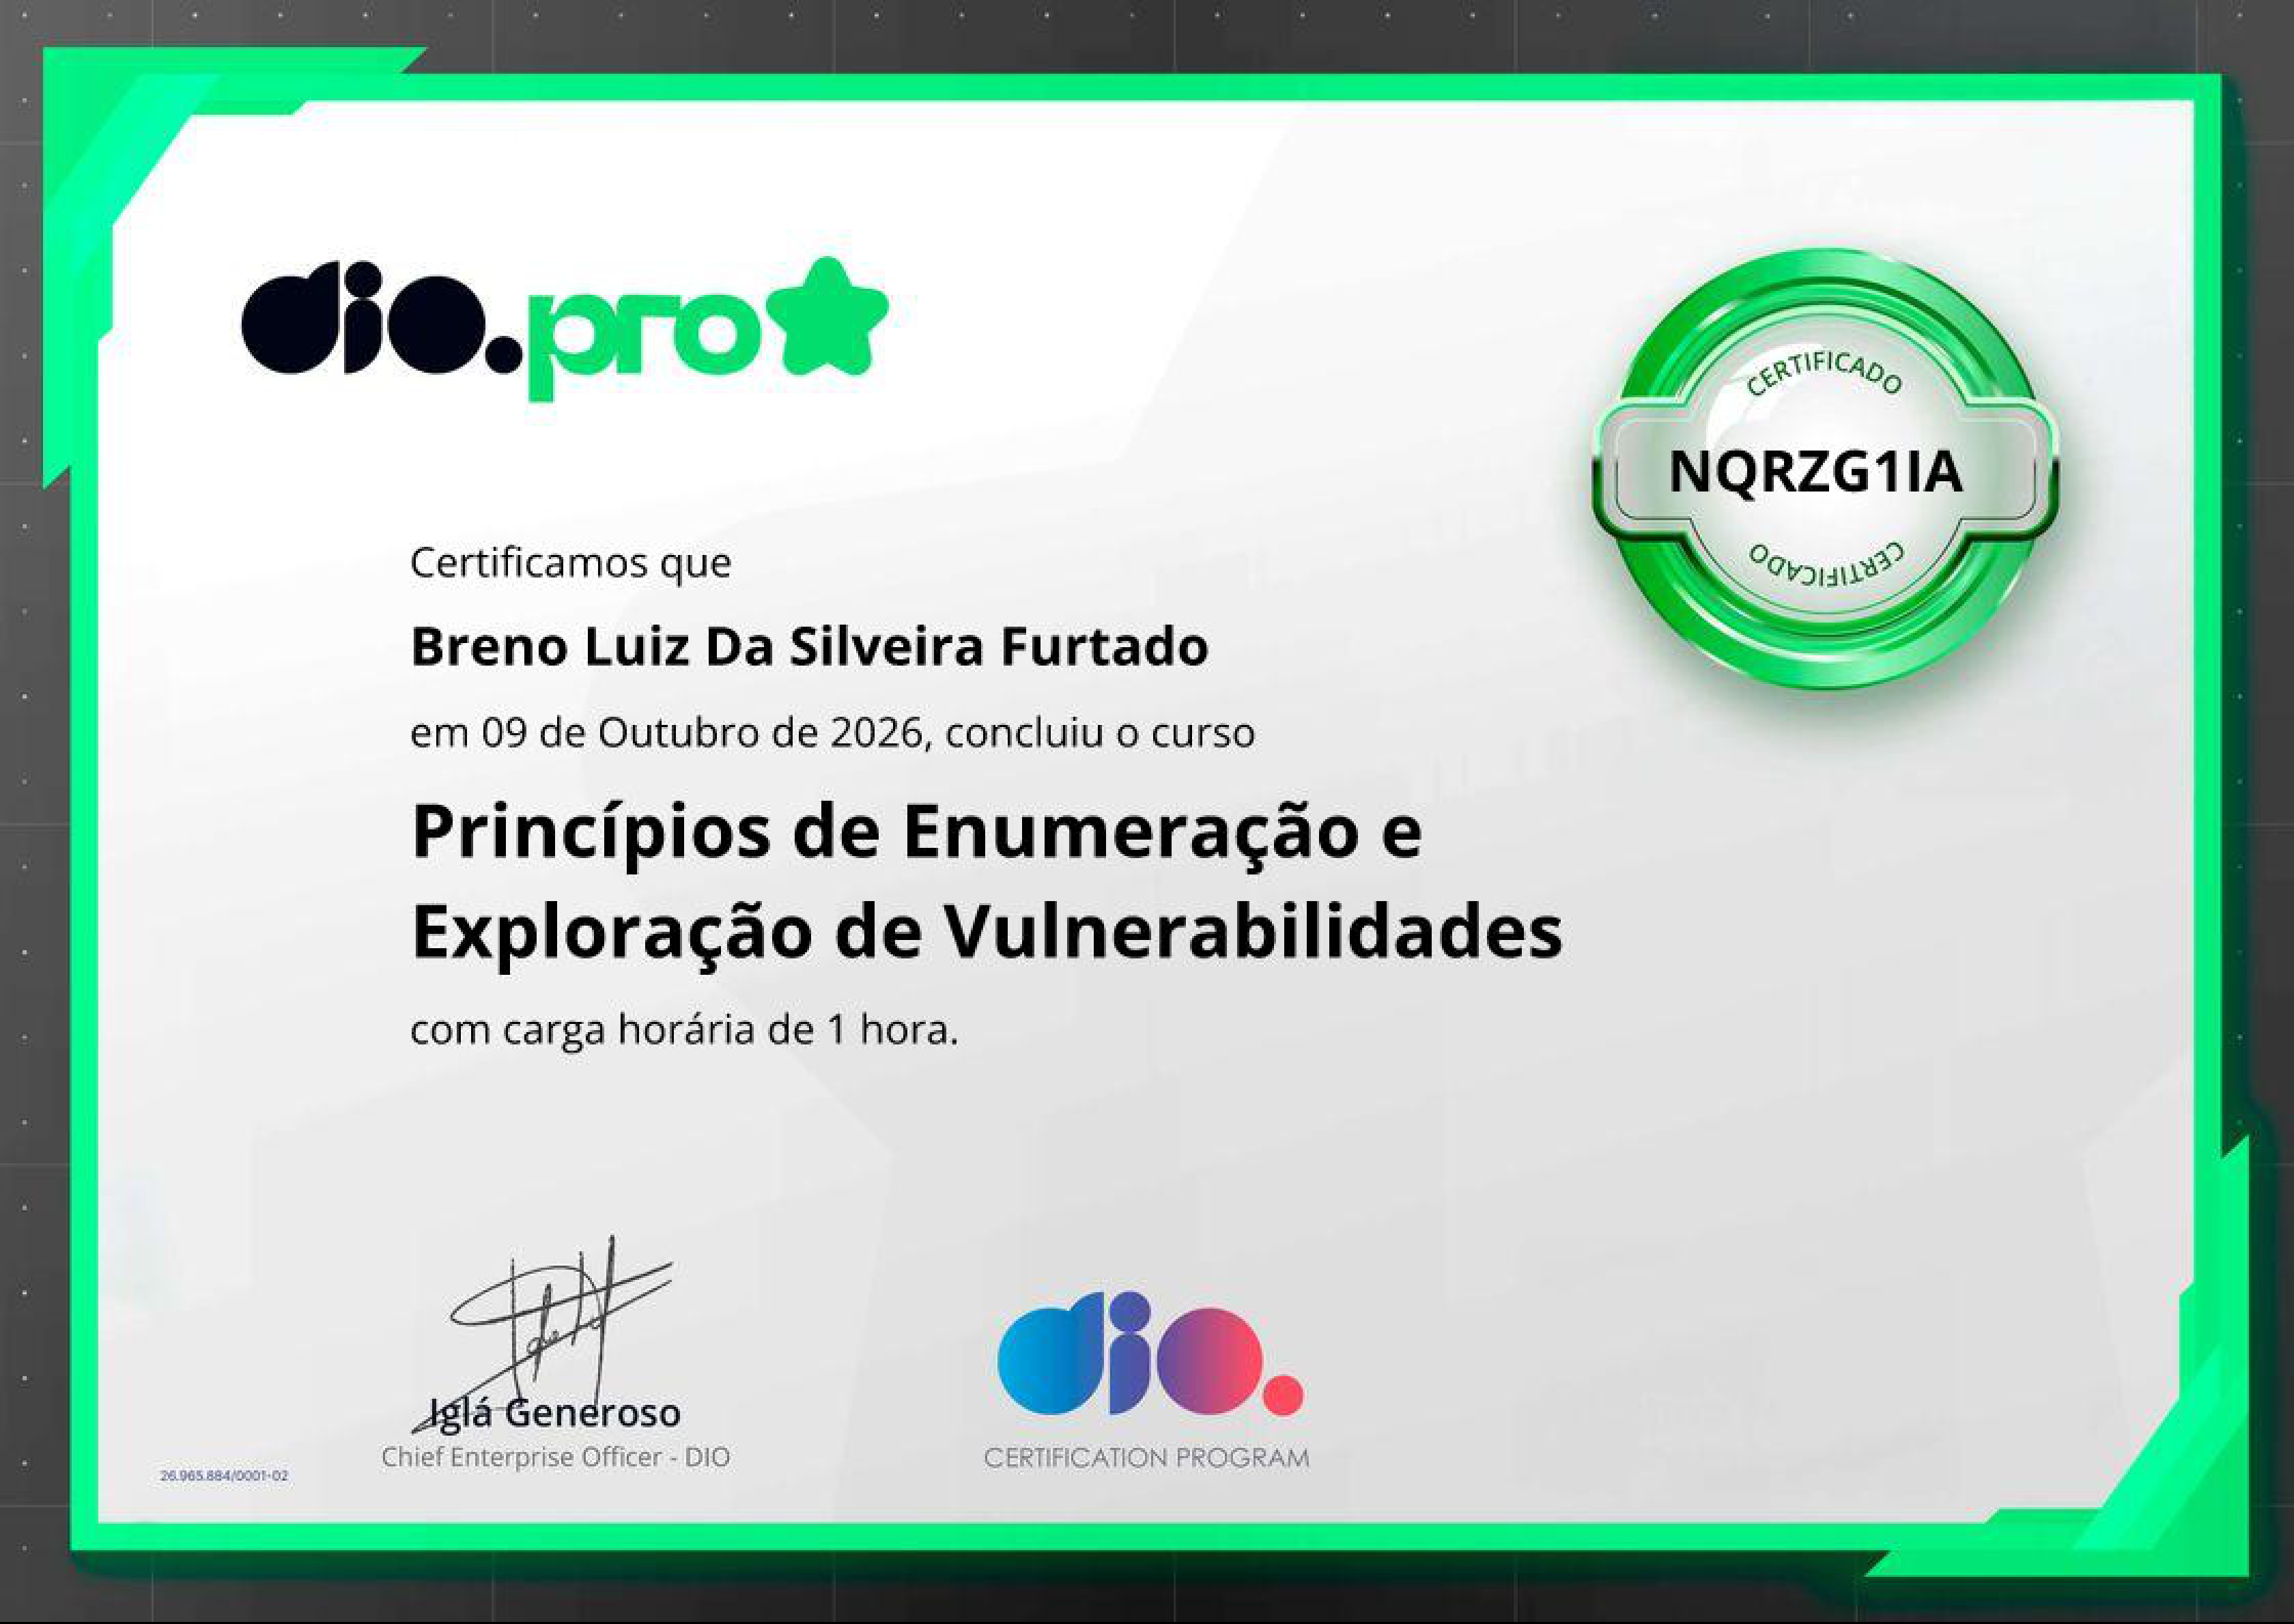 dio.pro
CERTIFICADO
NQRZG1IA
CERTIFICADO
Certificamos que
Breno Luiz Da Silveira Furtado
em 09 de Outubro de 2026, concluiu o curso
Princípios de Enumeração e
Exploração de Vulnerabilidades
com carga horária de 1 hora.
Iglá Generoso
Chief Enterprise Officer - DIO
dio.
CERTIFICATION PROGRAM
26.965.884/0001-02